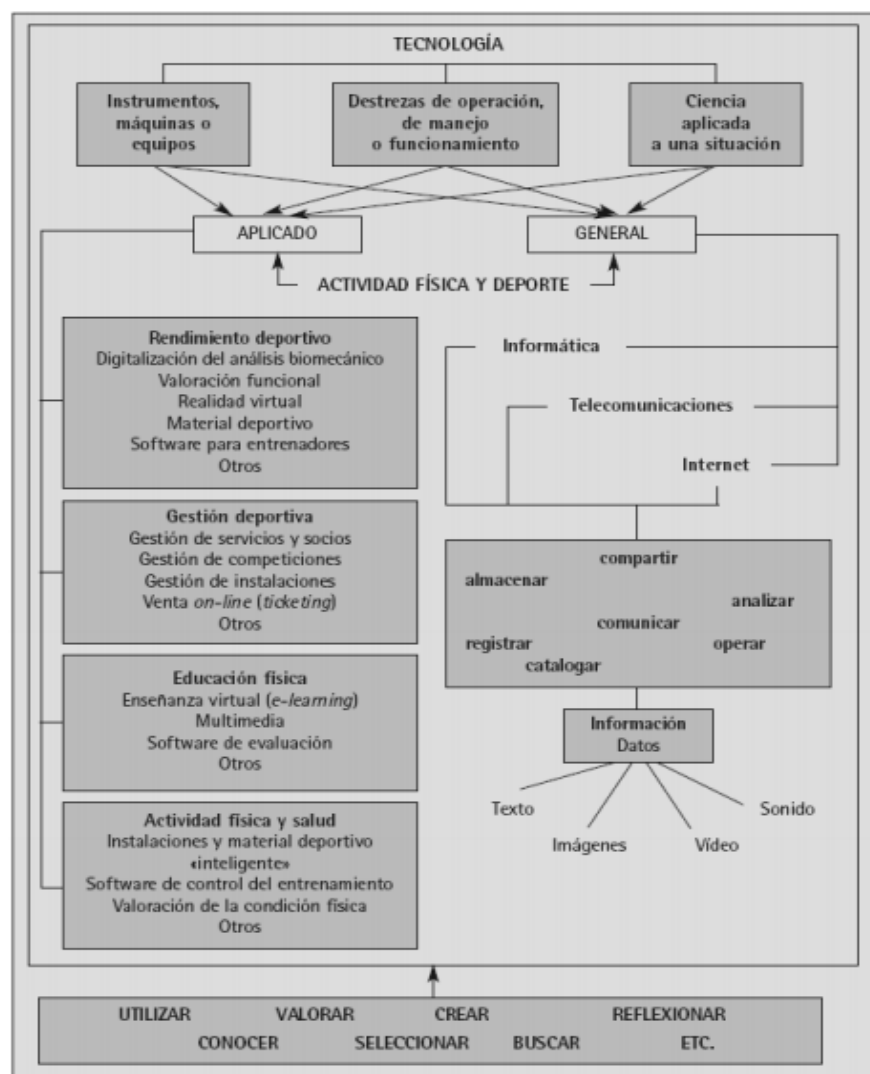 TECNOLOGÍA
Instrumentos,
máquinas o
equipos
Destrezas de operación,
de manejo
o funcionamiento
Ciencia
aplicada
a una situación
APLICADO
GENERAL
ACTIVIDAD FÍSICA Y DEPORTE
Rendimiento deportivo
Digitalización del análisis biomecánico
Valoración funcional
Realidad virtual
Material deportivo
Software para entrenadores
Otros
Gestión deportiva
Gestión de servicios y socios
Gestión de competiciones
Gestión de instalaciones
Venta on-line (ticketing)
Otros
Educación física
Enseñanza virtual (e-learning)
Multimedia
Software de evaluación
Otros
Actividad física y salud
Instalaciones y material deportivo
«inteligente»
Software de control del entrenamiento
Valoración de la condición física
Otros
Informática
Telecomunicaciones
Internet
compartir
almacenar
analizar
comunicar
registrar operar
catalogar
Información
Datos
Texto Sonido
Imágenes Vídeo
UTILIZAR VALORAR CREAR REFLEXIONAR
CONOCER SELECCIONAR BUSCAR ETC.